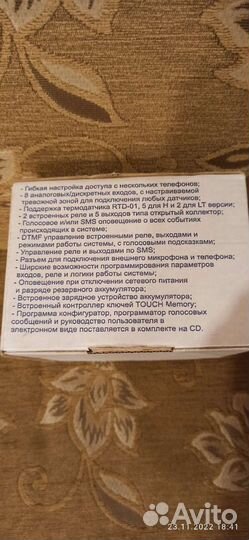 - Гибкая настройка доступа с нескольких телефонов;
- 8 аналоговых/дискретных входов, с настраиваемой
тревожной зоной для подключения любых датчиков;
- Поддержка термодатчика RTD-01, 5 для Н и 2 для LT версии;
- 2 встроенных реле и 5 выходов типа открытый коллектор;
- Голосовое и/или SMS оповещение о всех событиях
происходящих в системе;
- DTMF управление встроенными реле, выходами и
режимами работы системы, с голосовыми подсказками;
- Управление реле и выходами по SMS;
- Разъем для подключения внешнего микрофона и телефона;
- Широкие возможности программирования параметров
входов, реле и логики работы системы;
- Оповещение при отключении сетевого питания
и разряде резервного аккумулятора;
- Встроенное зарядное устройство аккумулятора;
- Встроенный контроллер ключей TOUCH Memory;
- Программа конфигуратор, программатор голосовых
сообщений и руководство пользователя в
электронном виде поставляется в комплекте на CD.
Avito
23.11.2022 18:41